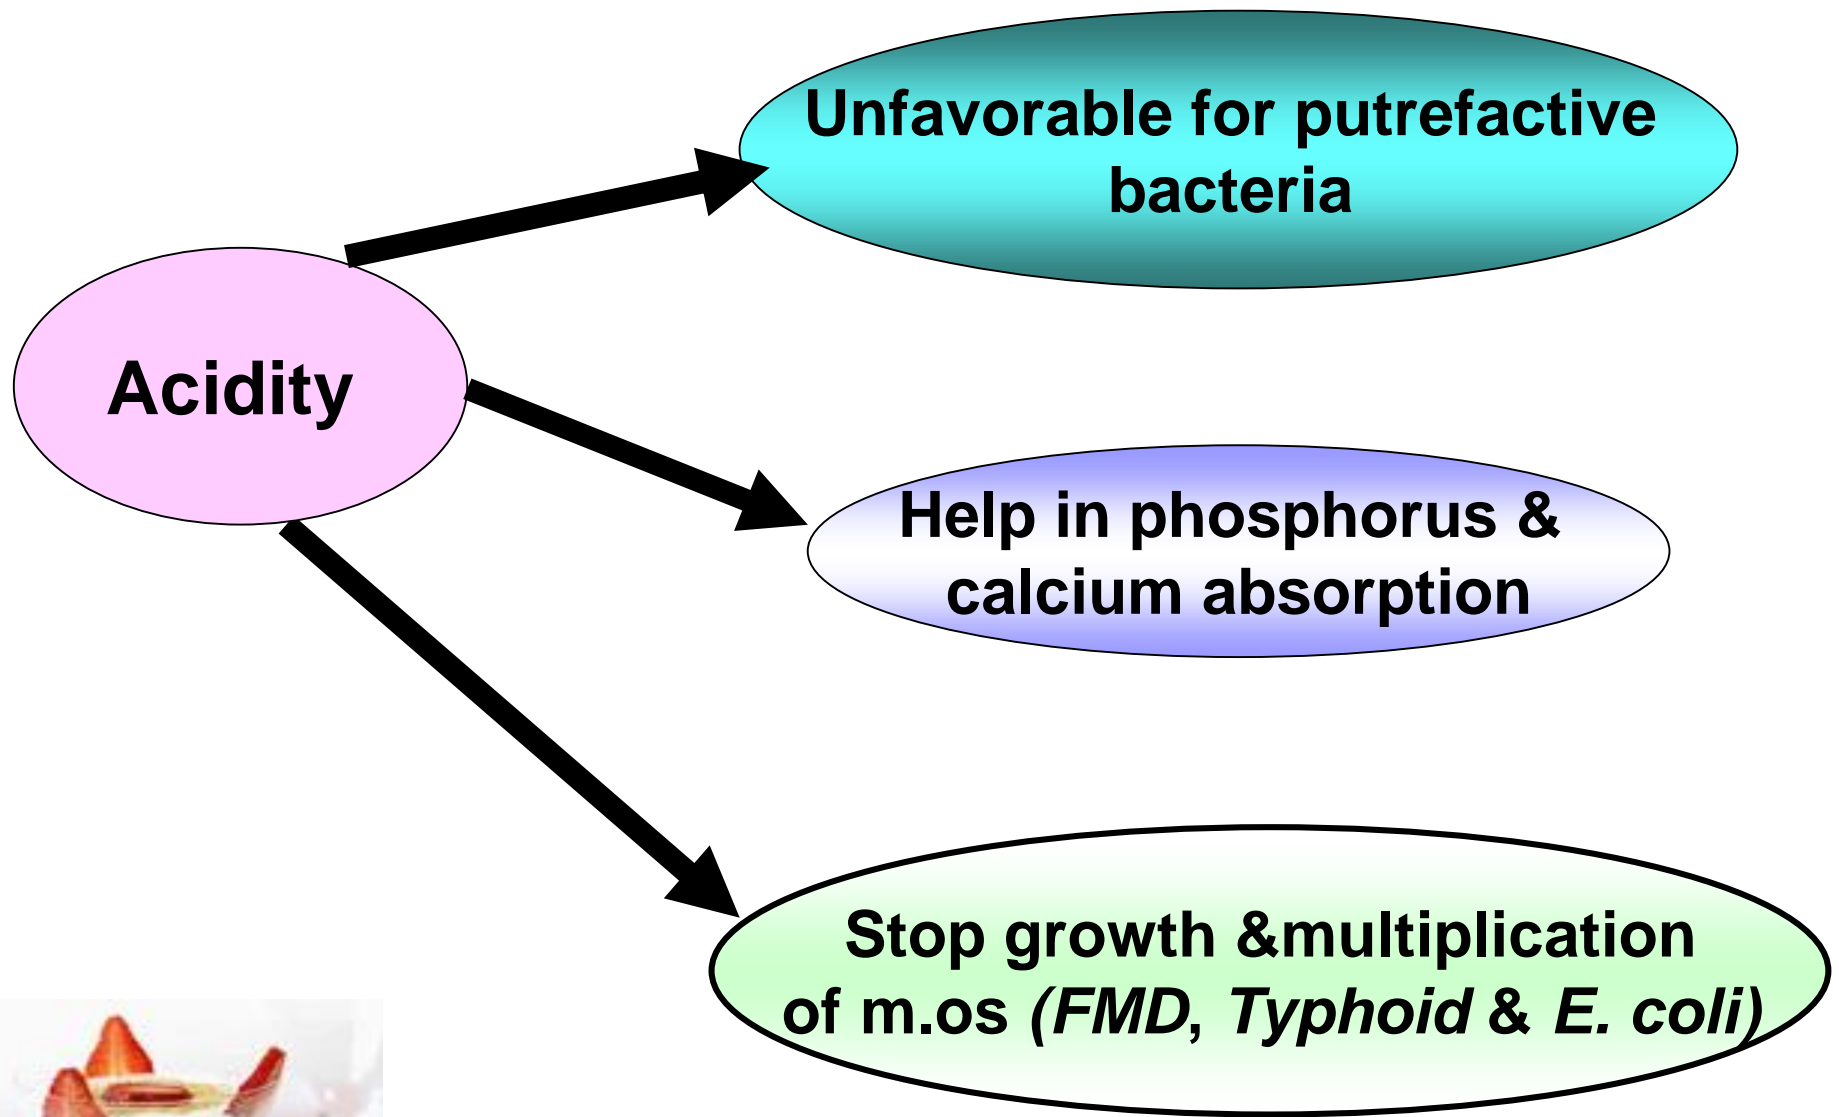 Unfavorable for putrefactive
bacteria
Acidity
Help in phosphorus &
calcium absorption
Stop growth &multiplication
of m.os (FMD, Typhoid & E. coli)